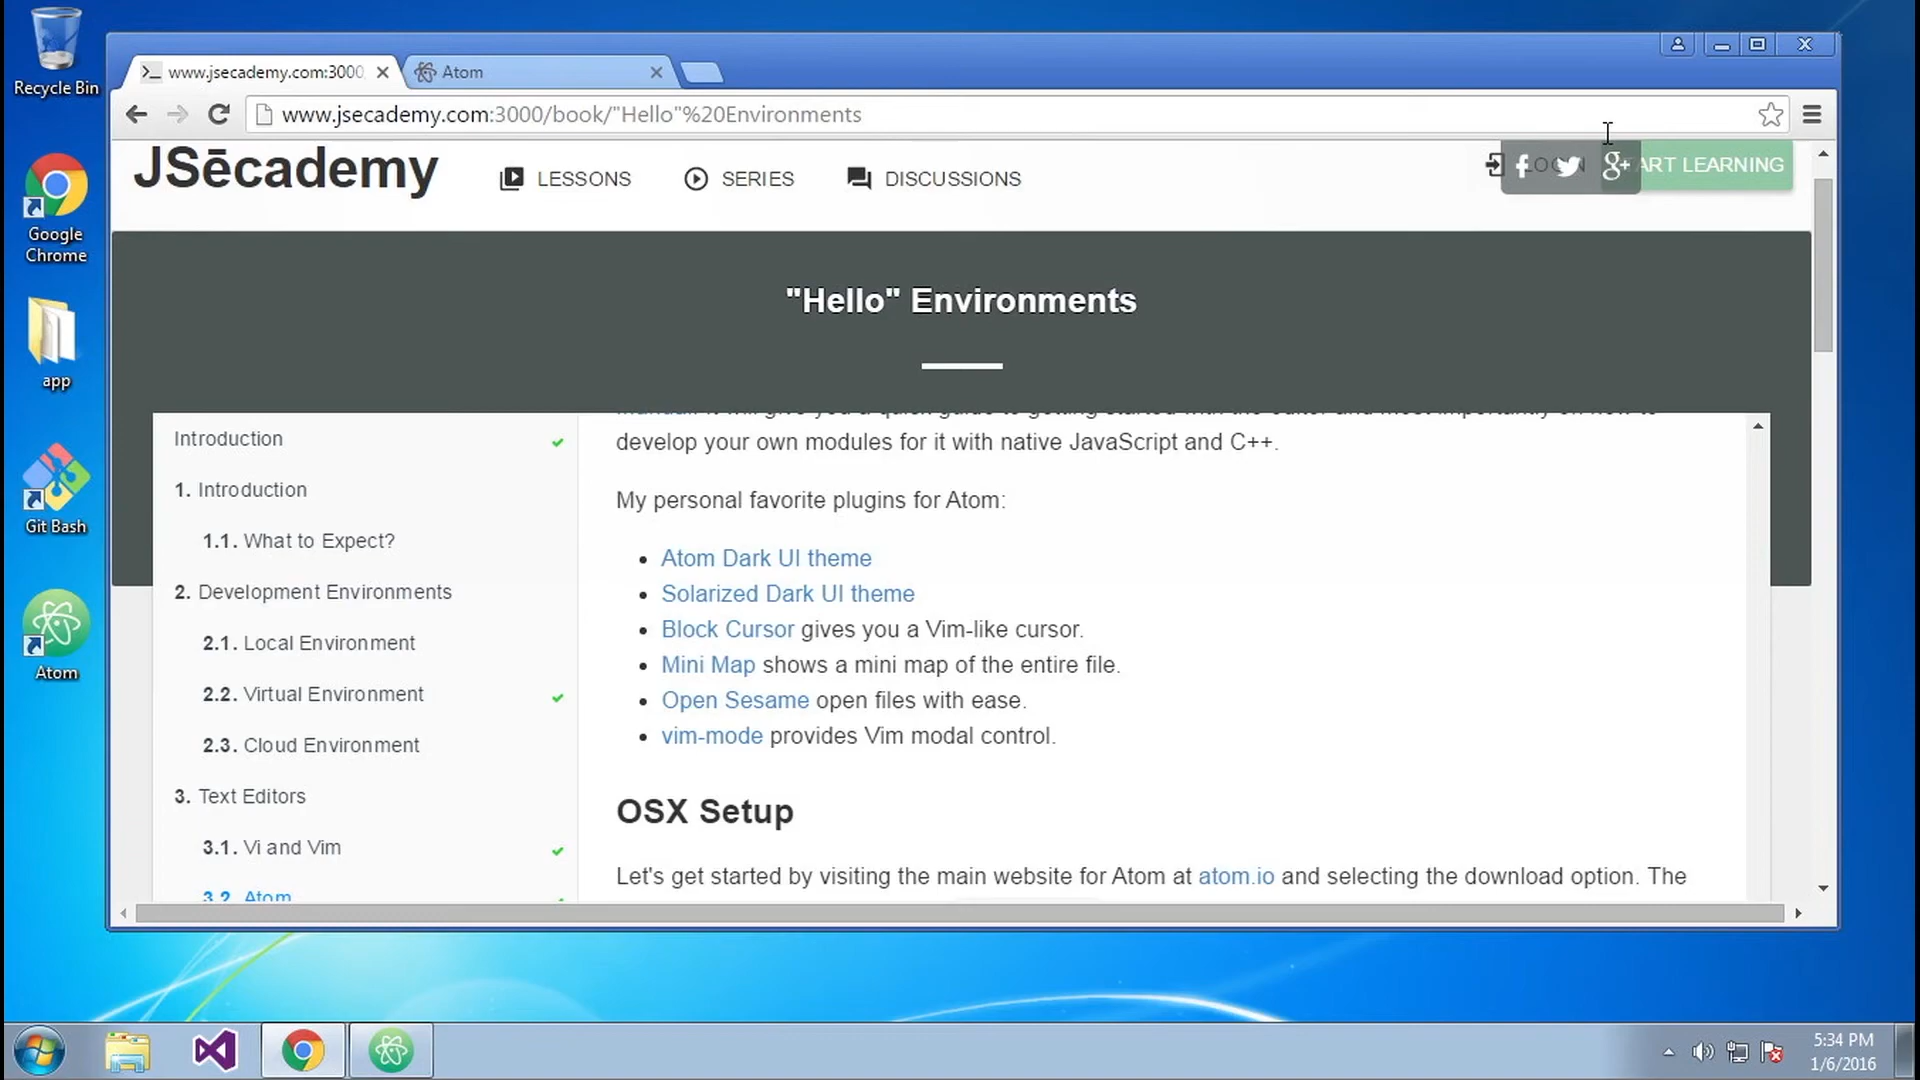 Recycle Bin
Google
Chrome
app
Git Bash
Atom
www.jsecademy.com:3000
Atom
www.jsecademy.com:3000/book/"Hello"%20Environments
JSēcademy
LESSONS
SERIES
DISCUSSIONS
ART LEARNING
"Hello" Environments
Introduction
1. Introduction
1.1. What to Expect?
2. Development Environments
2.1. Local Environment
2.2. Virtual Environment
2.3. Cloud Environment
3. Text Editors
3.1. Vi and Vim
3.2. Atom
develop your own modules for it with native JavaScript and C++.
My personal favorite plugins for Atom:
Atom Dark UI theme
Solarized Dark UI theme
Block Cursor gives you a Vim-like cursor.
Mini Map shows a mini map of the entire file.
Open Sesame open files with ease.
vim-mode provides Vim modal control.
OSX Setup
Let's get started by visiting the main website for Atom at atom.io and selecting the download option. The
5:34 PM
1/6/2016